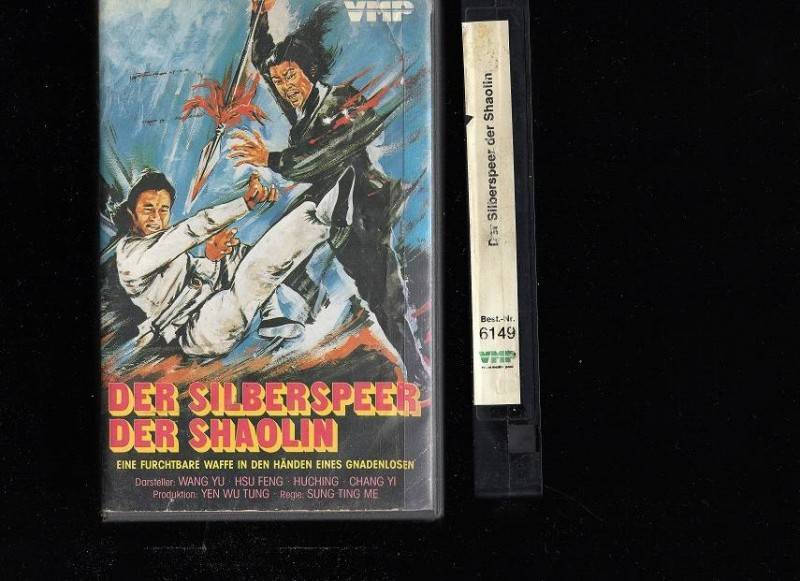 VMP
DER SILBERSPEER
DER SHAOLIN
EINE FURCHTBARE WAFFE IN DEN HÄNDEN EINES GNADENLOSEN
Darsteller: WANG YU · HSU FENG · HUCHING · CHANG YI
Produktion: YEN WU TUNG · Regie: SUNG TING ME
Der Silberspeer der Shaolin
Best.-Nr.
6149
VMP